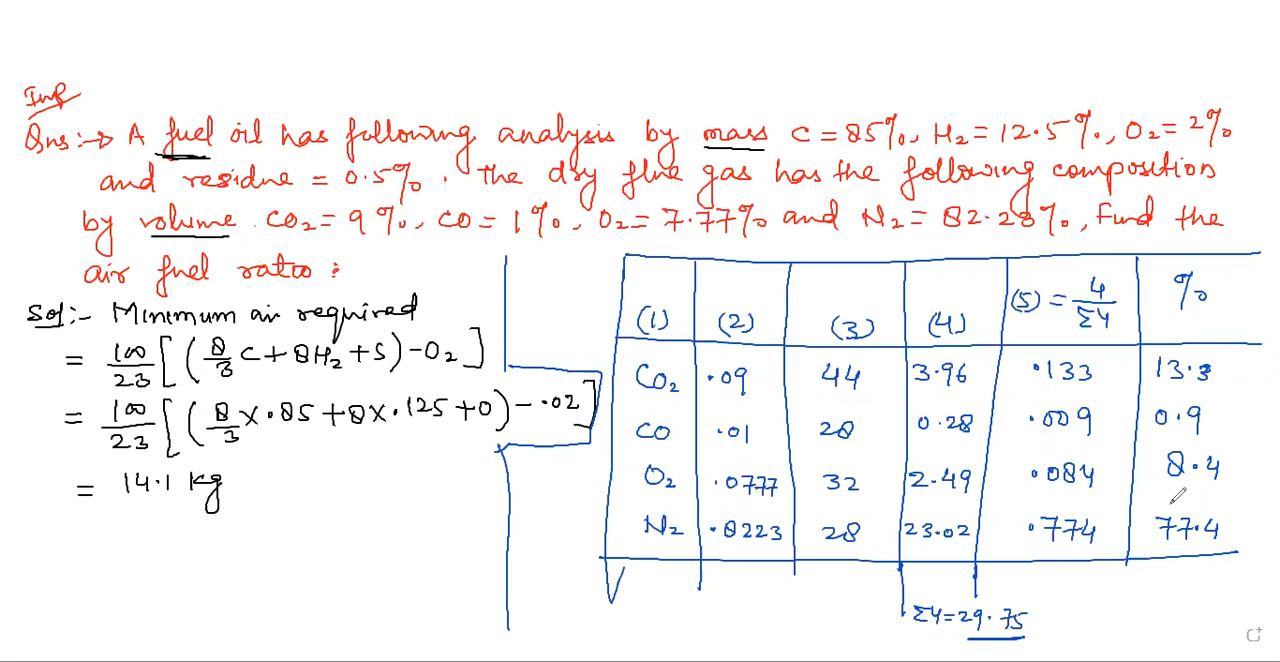 Imp
Qns:→ A fuel oil has following analysis by mass C = 85%, H₂ = 12.5%, O₂ = 2%
and residue = 0.5%. The dry flue gas has the following composition
by volume CO₂ = 9%, CO = 1%, O₂ = 7.77% and N₂ = 82.23%, Find the
air fuel ratio :
Sol:- Minimum air required
= 100/23 [(8/3 C + 8H₂ + S) - O₂]
= 100/23 [(8/3 × .85 + 8 × .125 + 0) - .02]
= 14.1 kg
(1) (2) (3) (4) (5) = 4/Σ4 %
CO₂ .09 44 3.96 .133 13.3
CO .01 28 0.28 .009 0.9
O₂ .0777 32 2.49 .084 8.4
N₂ .8223 28 23.02 .774 77.4
Σ4 = 29.75